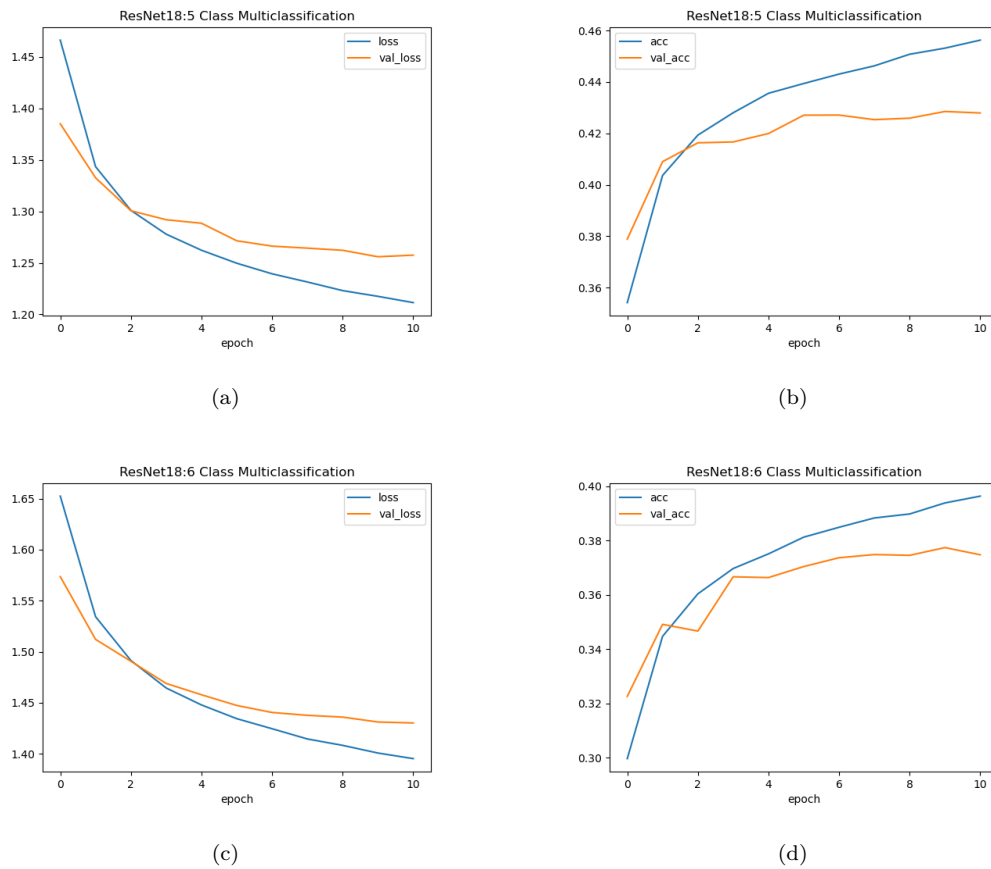 ResNet18:5 Class Multiclassification
loss
val_loss
1.45
1.40
1.35
1.30
1.25
1.20
0 2 4 6 8 10
epoch
(a)
ResNet18:5 Class Multiclassification
acc
val_acc
0.46
0.44
0.42
0.40
0.38
0.36
0 2 4 6 8 10
epoch
(b)
ResNet18:6 Class Multiclassification
loss
val_loss
1.65
1.60
1.55
1.50
1.45
1.40
0 2 4 6 8 10
epoch
(c)
ResNet18:6 Class Multiclassification
acc
val_acc
0.40
0.38
0.36
0.34
0.32
0.30
0 2 4 6 8 10
epoch
(d)